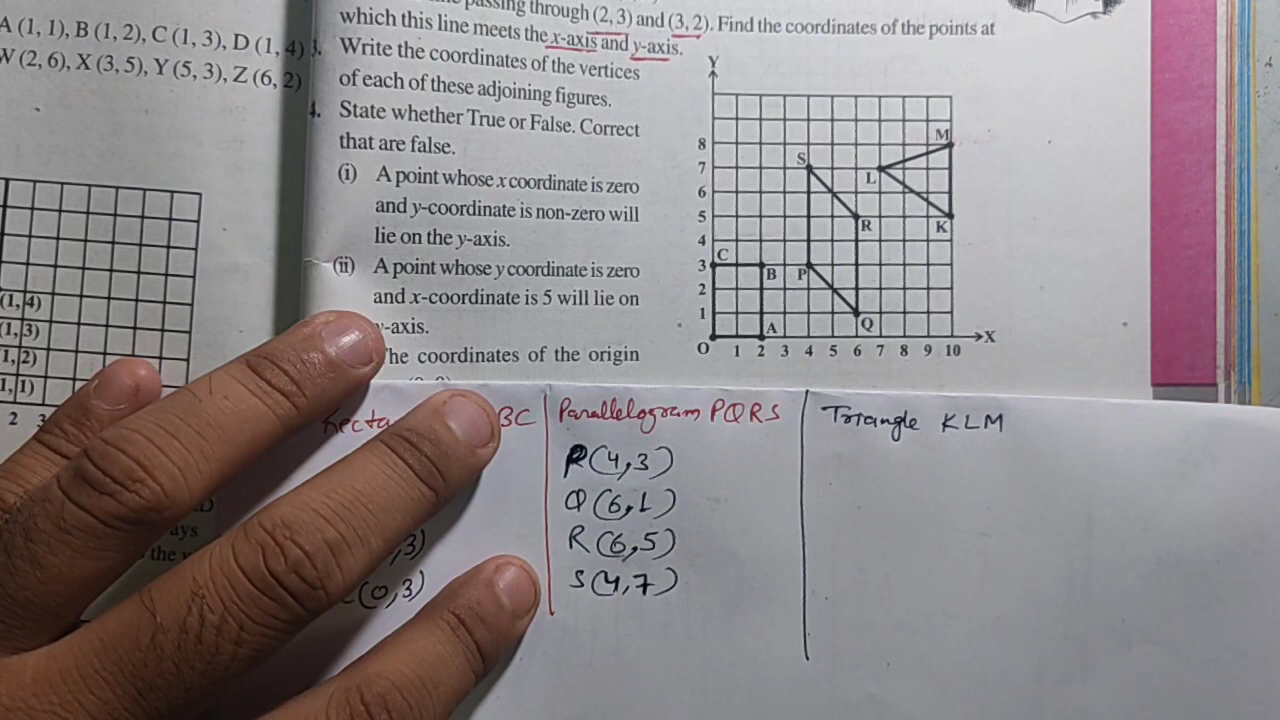 A (1, 1), B (1, 2), C (1, 3), D (1, 4)
W (2, 6), X (3, 5), Y (5, 3), Z (6, 2)
(1, 4)
(1, 3)
1, 2)
1, 1)
2 3
ays
the
passing through (2, 3) and (3, 2). Find the coordinates of the points at
which this line meets the x-axis and y-axis.
3. Write the coordinates of the vertices
of each of these adjoining figures.
4. State whether True or False. Correct
that are false.
(i) A point whose x coordinate is zero
and y-coordinate is non-zero will
lie on the y-axis.
(ii) A point whose y coordinate is zero
and x-coordinate is 5 will lie on
y-axis.
The coordinates of the origin
Y
8
7
6
5
4
3
2
1
O 1 2 3 4 5 6 7 8 9 10 X
M
S
L
R
K
C
B
P
Q
A
BC
,3)
(0,3)
Parallelogram PQRS
P(4,3)
Q(6,1)
R(6,5)
S(4,7)
Triangle KLM